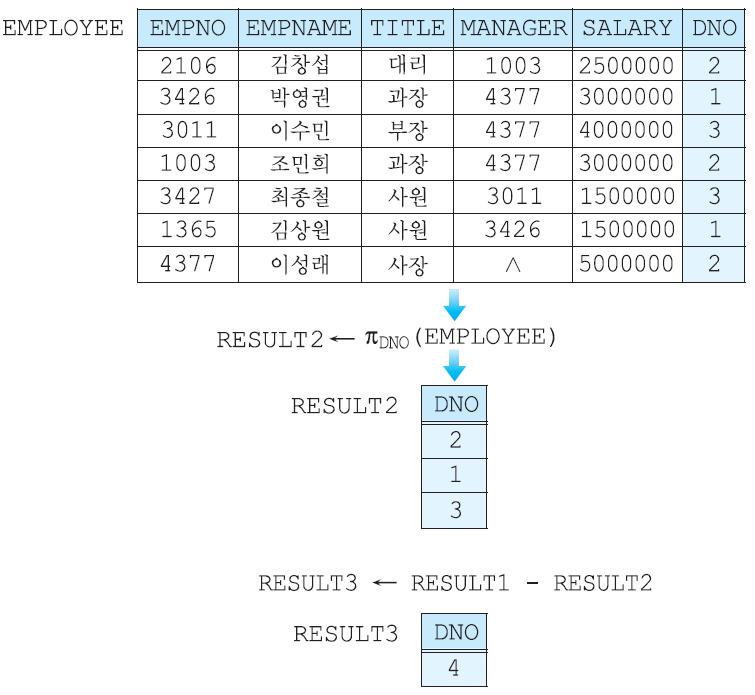 EMPLOYEE EMPNO EMPNAME TITLE MANAGER SALARY DNO
2106 김창섭 대리 1003 2500000 2
3426 박영권 과장 4377 3000000 1
3011 이수민 부장 4377 4000000 3
1003 조민희 과장 4377 3000000 2
3427 최종철 사원 3011 1500000 3
1365 김상원 사원 3426 1500000 1
4377 이성래 사장 ∧ 5000000 2
RESULT2 ← πDNO(EMPLOYEE)
RESULT2 DNO
2
1
3
RESULT3 ← RESULT1 - RESULT2
RESULT3 DNO
4